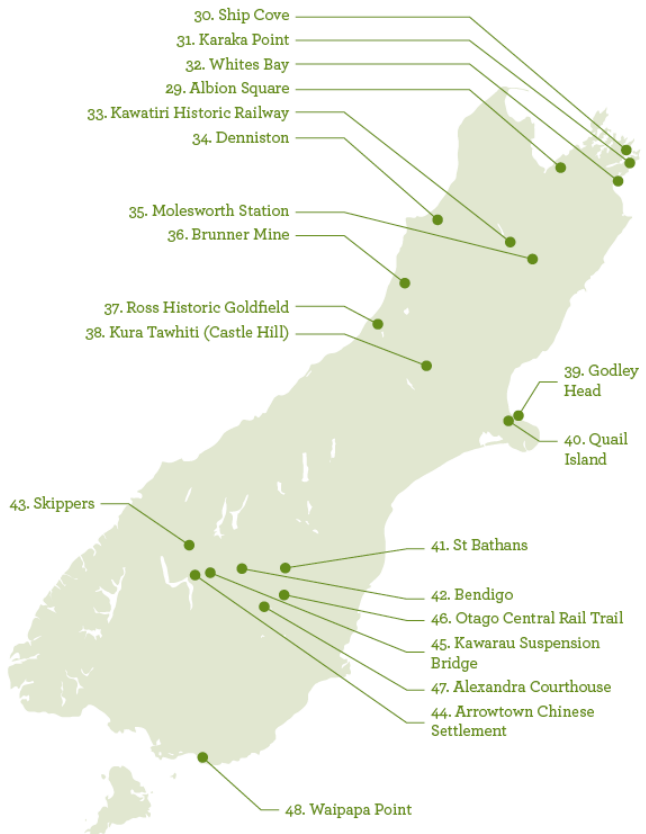 30. Ship Cove
31. Karaka Point
32. Whites Bay
29. Albion Square
33. Kawatiri Historic Railway
34. Denniston
35. Molesworth Station
36. Brunner Mine
37. Ross Historic Goldfield
38. Kura Tawhiti (Castle Hill)
39. Godley
Head
40. Quail
Island
43. Skippers
41. St Bathans
42. Bendigo
46. Otago Central Rail Trail
45. Kawarau Suspension
Bridge
47. Alexandra Courthouse
44. Arrowtown Chinese
Settlement
48. Waipapa Point